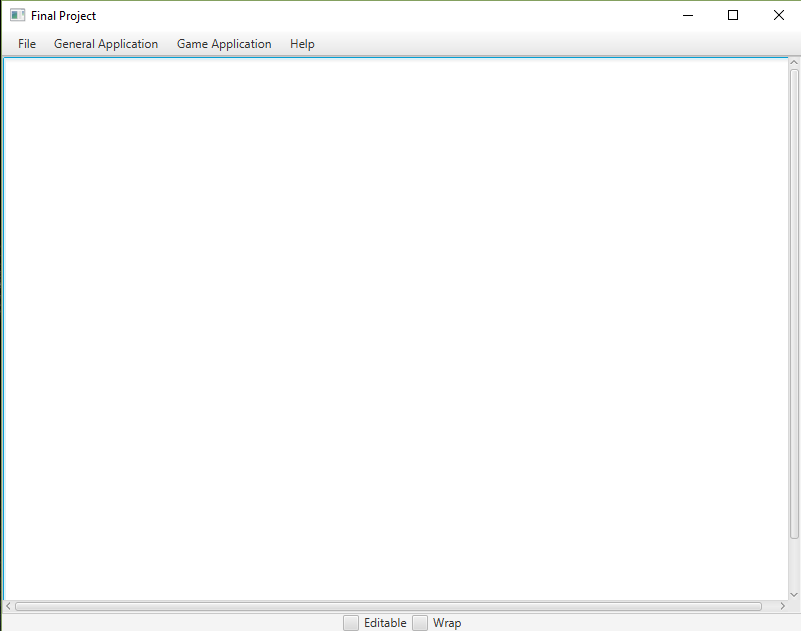 Final Project
File General Application Game Application Help
Editable Wrap